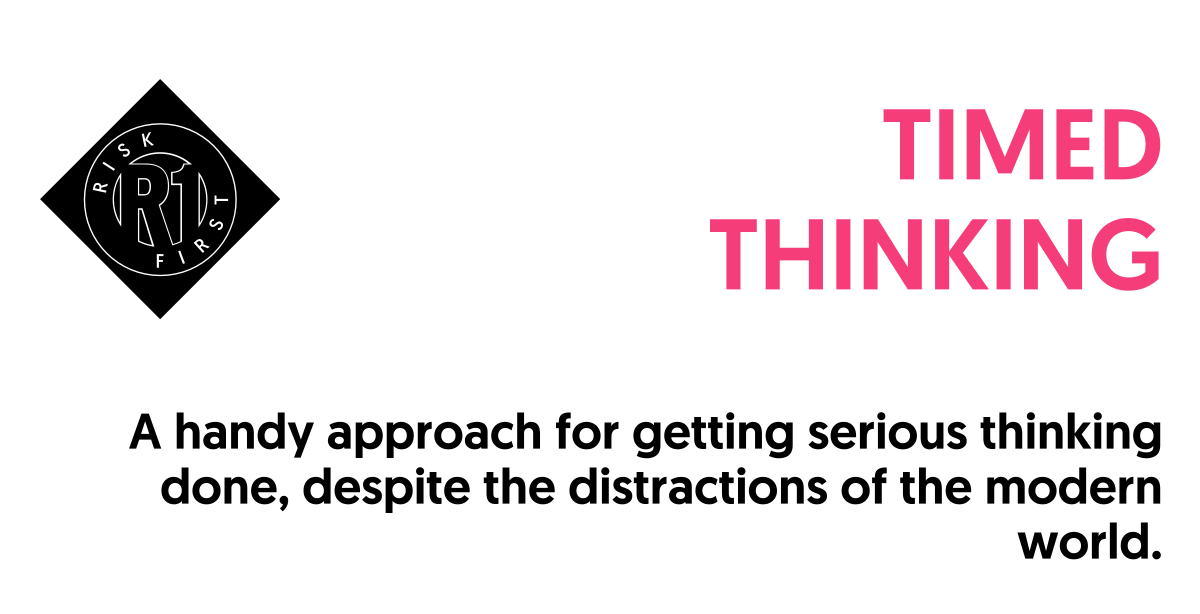 RISK
R1
FIRST
TIMED
THINKING
A handy approach for getting serious thinking
done, despite the distractions of the modern
world.